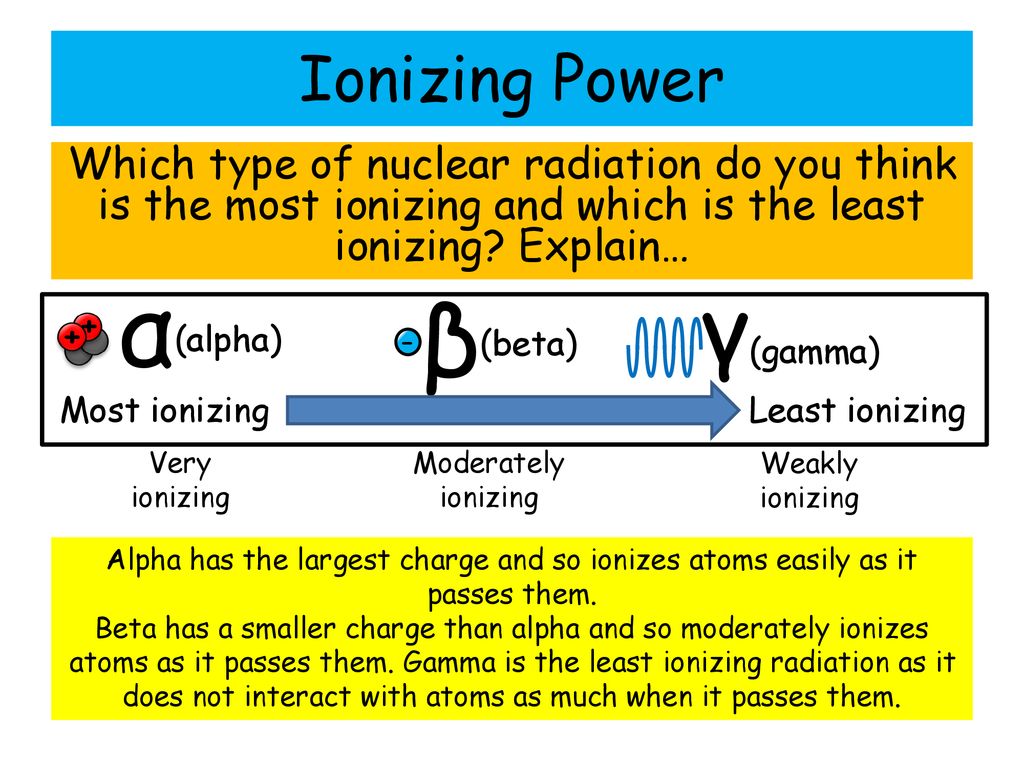 Ionizing Power
Which type of nuclear radiation do you think
is the most ionizing and which is the least
ionizing? Explain…
+ + α (alpha) - β (beta) γ (gamma)
Most ionizing Least ionizing
Very Moderately Weakly
ionizing ionizing ionizing
Alpha has the largest charge and so ionizes atoms easily as it
passes them.
Beta has a smaller charge than alpha and so moderately ionizes
atoms as it passes them. Gamma is the least ionizing radiation as it
does not interact with atoms as much when it passes them.